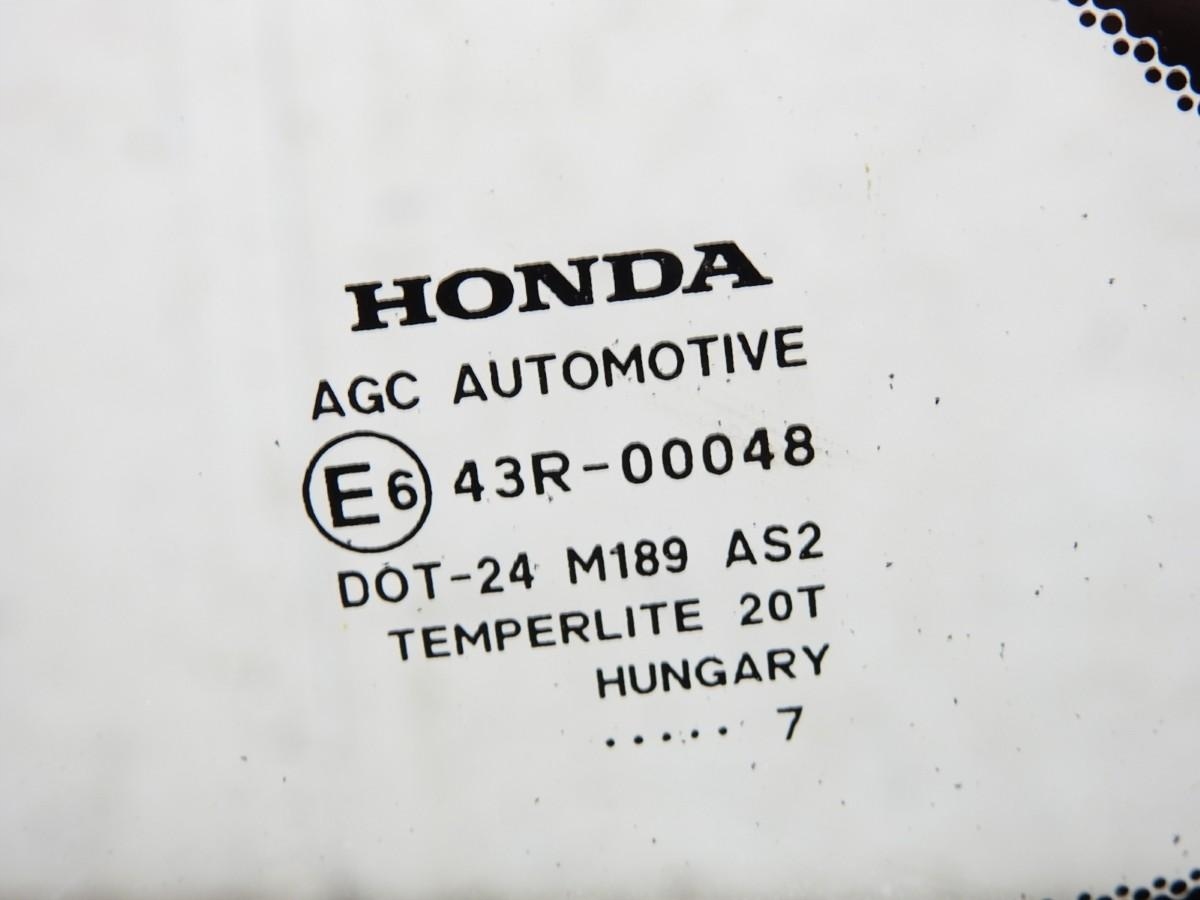 HONDA
AGC AUTOMOTIVE
E6 43R-00048
DOT-24 M189 AS2
TEMPERLITE 20T
HUNGARY
..... 7